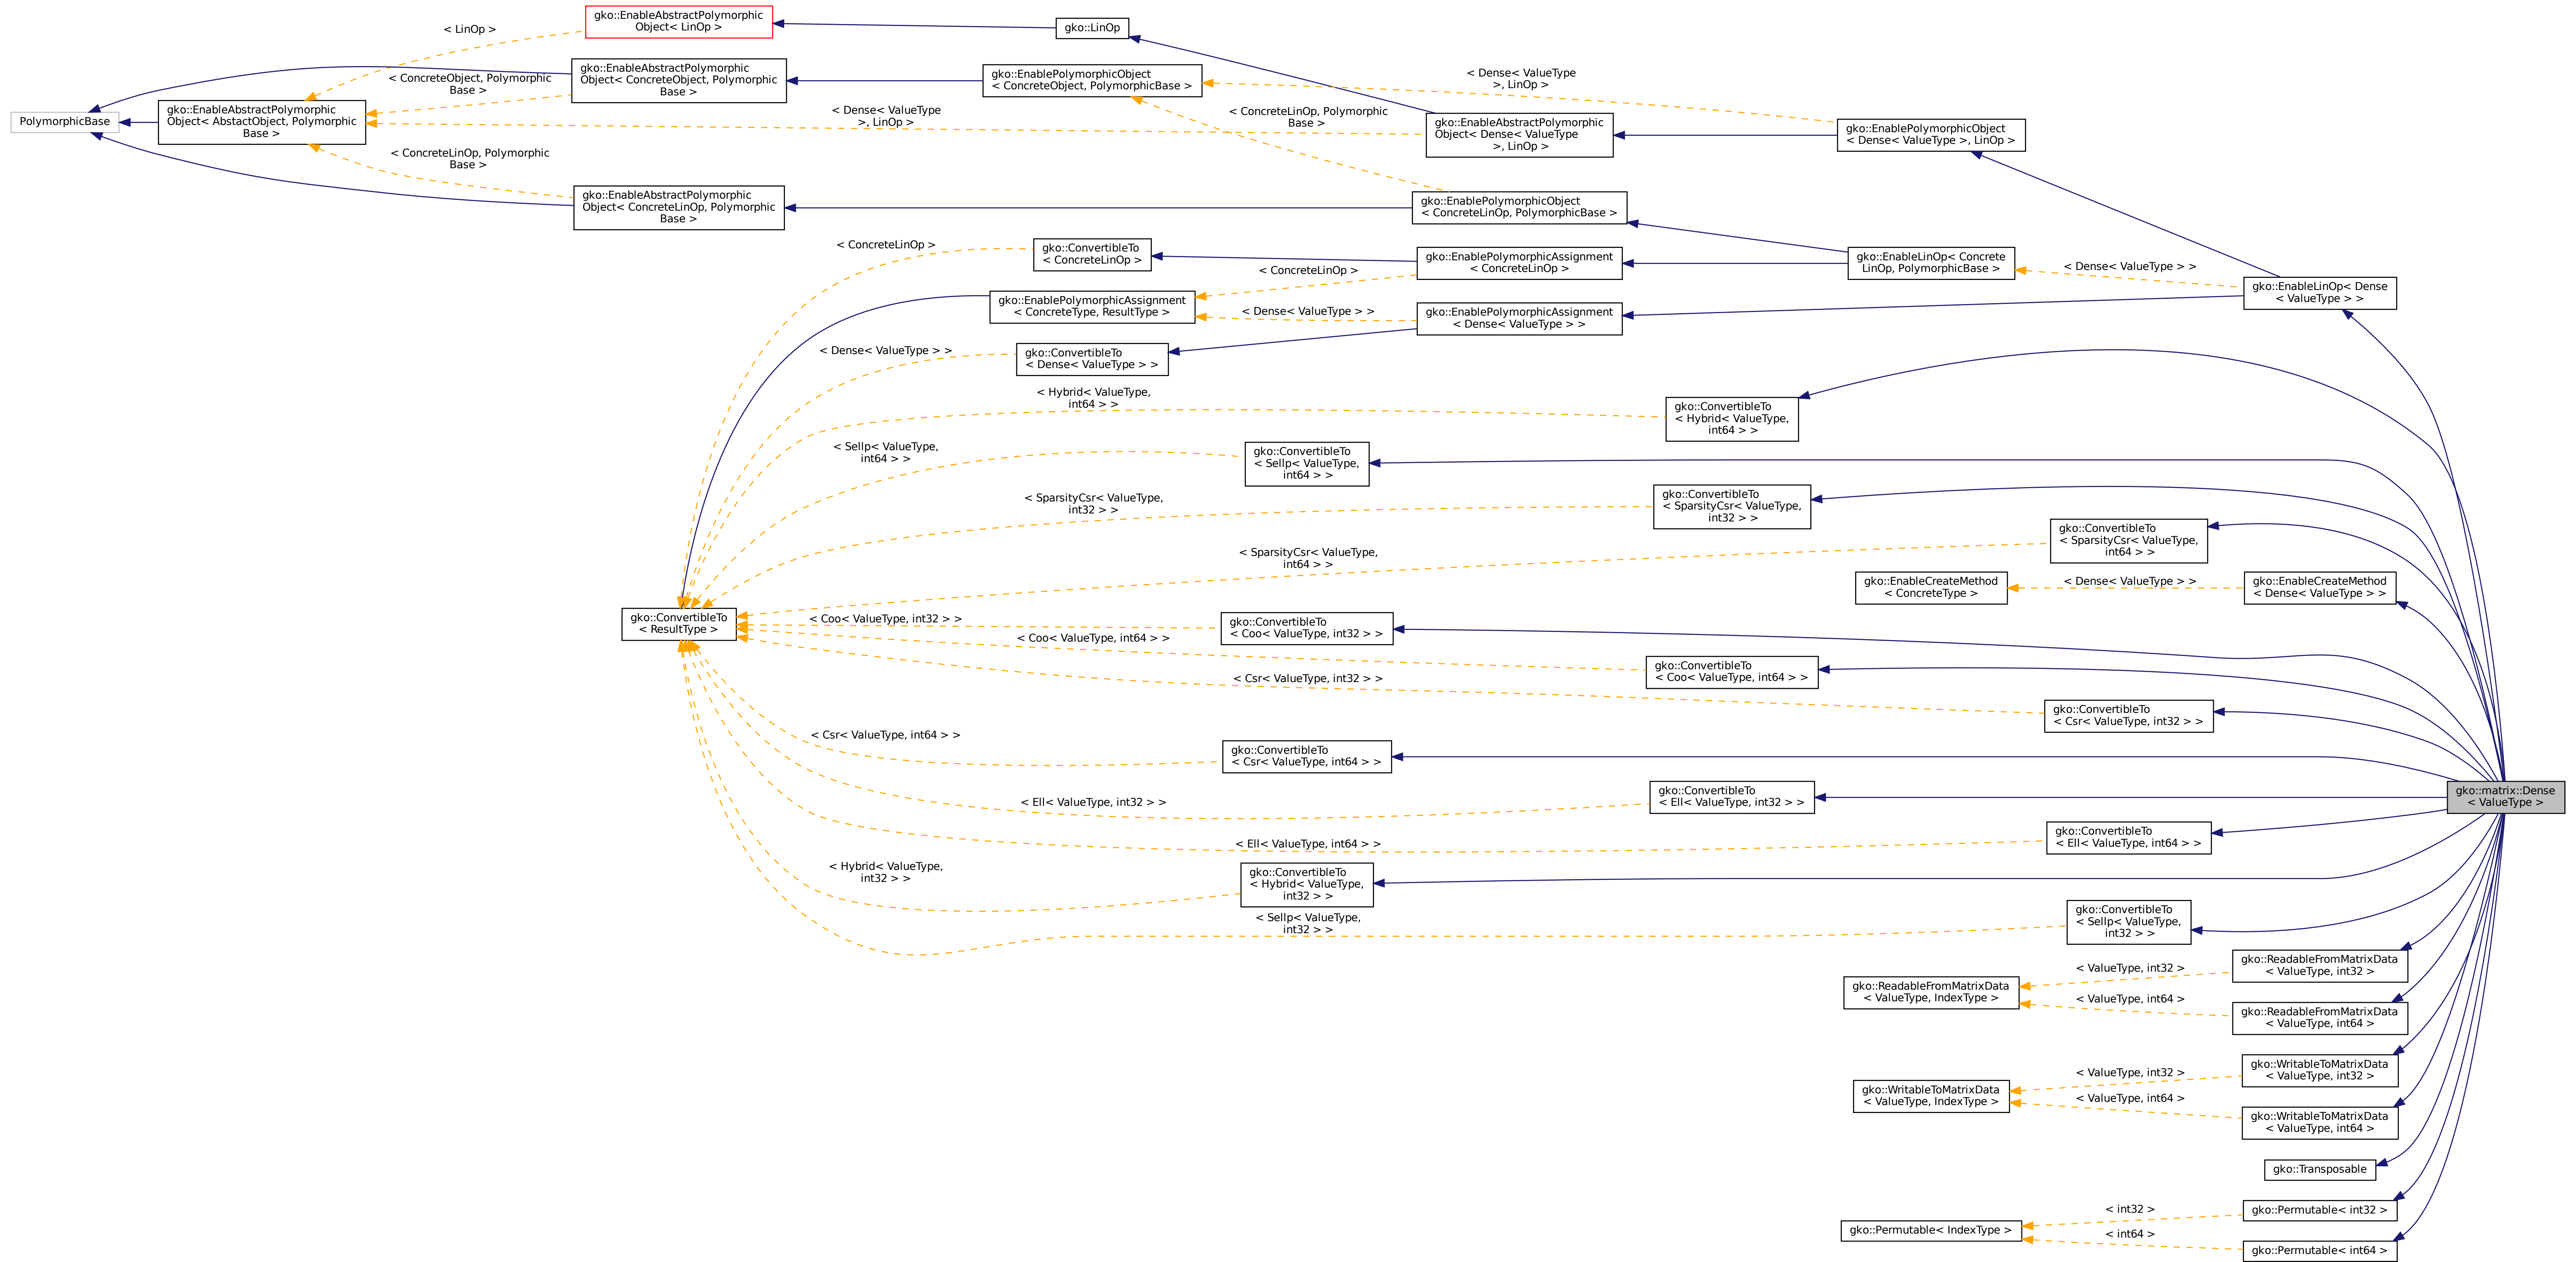 gko::EnableAbstractPolymorphic
Object< LinOp >
< LinOp >
gko::LinOp
gko::EnableAbstractPolymorphic
Object< ConcreteObject, Polymorphic
Base >
< ConcreteObject, Polymorphic
Base >
gko::EnablePolymorphicObject
< ConcreteObject, PolymorphicBase >
< Dense< ValueType
>, LinOp >
PolymorphicBase
gko::EnableAbstractPolymorphic
Object< AbstactObject, Polymorphic
Base >
< Dense< ValueType
>, LinOp >
< ConcreteLinOp, Polymorphic
Base >
gko::EnableAbstractPolymorphic
Object< Dense< ValueType
>, LinOp >
gko::EnablePolymorphicObject
< Dense< ValueType >, LinOp >
< ConcreteLinOp, Polymorphic
Base >
gko::EnableAbstractPolymorphic
Object< ConcreteLinOp, Polymorphic
Base >
gko::EnablePolymorphicObject
< ConcreteLinOp, PolymorphicBase >
< ConcreteLinOp >
gko::ConvertibleTo
< ConcreteLinOp >
gko::EnablePolymorphicAssignment
< ConcreteLinOp >
gko::EnableLinOp< Concrete
LinOp, PolymorphicBase >
< Dense< ValueType > >
gko::EnableLinOp< Dense
< ValueType > >
< ConcreteLinOp >
gko::EnablePolymorphicAssignment
< ConcreteType, ResultType >
< Dense< ValueType > >
gko::EnablePolymorphicAssignment
< Dense< ValueType > >
< Dense< ValueType > >
gko::ConvertibleTo
< Dense< ValueType > >
< Hybrid< ValueType,
int64 > >
gko::ConvertibleTo
< Hybrid< ValueType,
int64 > >
< Sellp< ValueType,
int64 > >
gko::ConvertibleTo
< Sellp< ValueType,
int64 > >
< SparsityCsr< ValueType,
int32 > >
gko::ConvertibleTo
< SparsityCsr< ValueType,
int32 > >
< SparsityCsr< ValueType,
int64 > >
gko::ConvertibleTo
< SparsityCsr< ValueType,
int64 > >
gko::EnableCreateMethod
< ConcreteType >
< Dense< ValueType > >
gko::EnableCreateMethod
< Dense< ValueType > >
gko::ConvertibleTo
< ResultType >
< Coo< ValueType, int32 > >
gko::ConvertibleTo
< Coo< ValueType, int32 > >
< Coo< ValueType, int64 > >
gko::ConvertibleTo
< Coo< ValueType, int64 > >
< Csr< ValueType, int32 > >
gko::ConvertibleTo
< Csr< ValueType, int32 > >
< Csr< ValueType, int64 > >
gko::ConvertibleTo
< Csr< ValueType, int64 > >
< Ell< ValueType, int32 > >
gko::ConvertibleTo
< Ell< ValueType, int32 > >
gko::matrix::Dense
< ValueType >
< Ell< ValueType, int64 > >
gko::ConvertibleTo
< Ell< ValueType, int64 > >
< Hybrid< ValueType,
int32 > >
gko::ConvertibleTo
< Hybrid< ValueType,
int32 > >
< Sellp< ValueType,
int32 > >
gko::ConvertibleTo
< Sellp< ValueType,
int32 > >
gko::ReadableFromMatrixData
< ValueType, IndexType >
< ValueType, int32 >
gko::ReadableFromMatrixData
< ValueType, int32 >
< ValueType, int64 >
gko::ReadableFromMatrixData
< ValueType, int64 >
gko::WritableToMatrixData
< ValueType, IndexType >
< ValueType, int32 >
gko::WritableToMatrixData
< ValueType, int32 >
< ValueType, int64 >
gko::WritableToMatrixData
< ValueType, int64 >
gko::Transposable
gko::Permutable< IndexType >
< int32 >
gko::Permutable< int32 >
< int64 >
gko::Permutable< int64 >